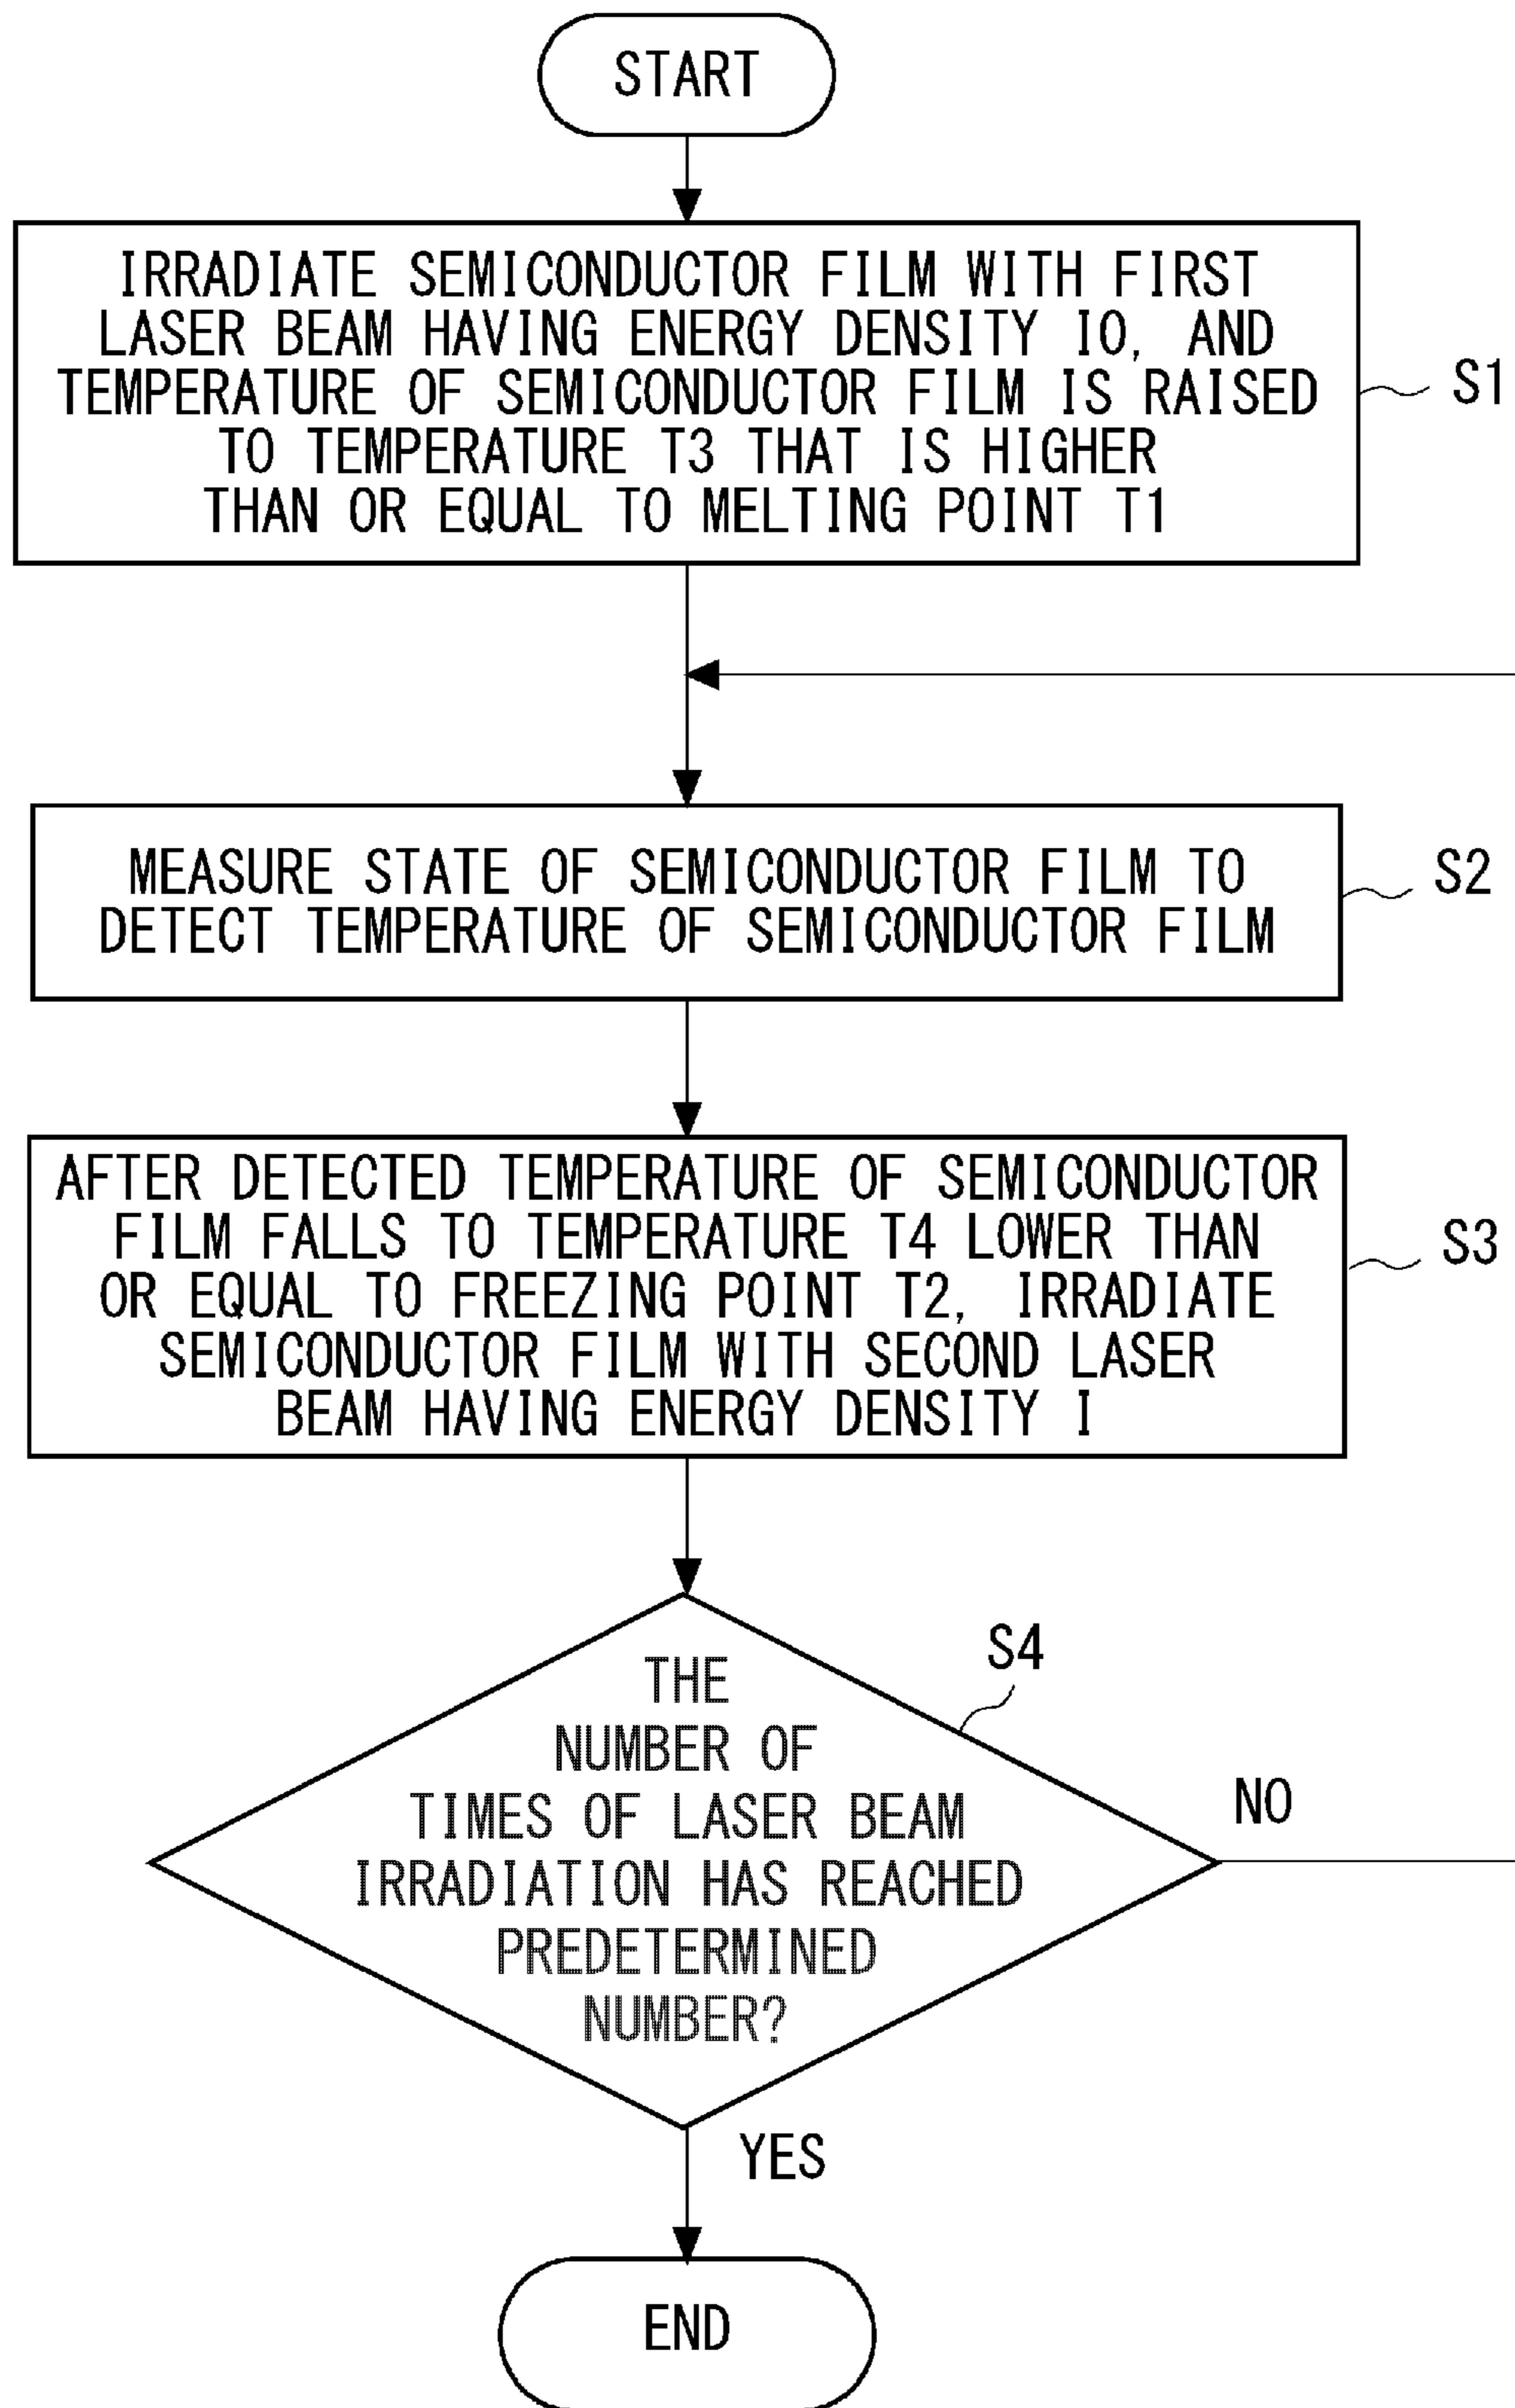 START
IRRADIATE SEMICONDUCTOR FILM WITH FIRST
LASER BEAM HAVING ENERGY DENSITY I0, AND
TEMPERATURE OF SEMICONDUCTOR FILM IS RAISED
TO TEMPERATURE T3 THAT IS HIGHER
THAN OR EQUAL TO MELTING POINT T1
S1
MEASURE STATE OF SEMICONDUCTOR FILM TO
DETECT TEMPERATURE OF SEMICONDUCTOR FILM
S2
AFTER DETECTED TEMPERATURE OF SEMICONDUCTOR
FILM FALLS TO TEMPERATURE T4 LOWER THAN
OR EQUAL TO FREEZING POINT T2, IRRADIATE
SEMICONDUCTOR FILM WITH SECOND LASER
BEAM HAVING ENERGY DENSITY I
S3
S4
THE
NUMBER OF
TIMES OF LASER BEAM
IRRADIATION HAS REACHED
PREDETERMINED
NUMBER?
NO
YES
END